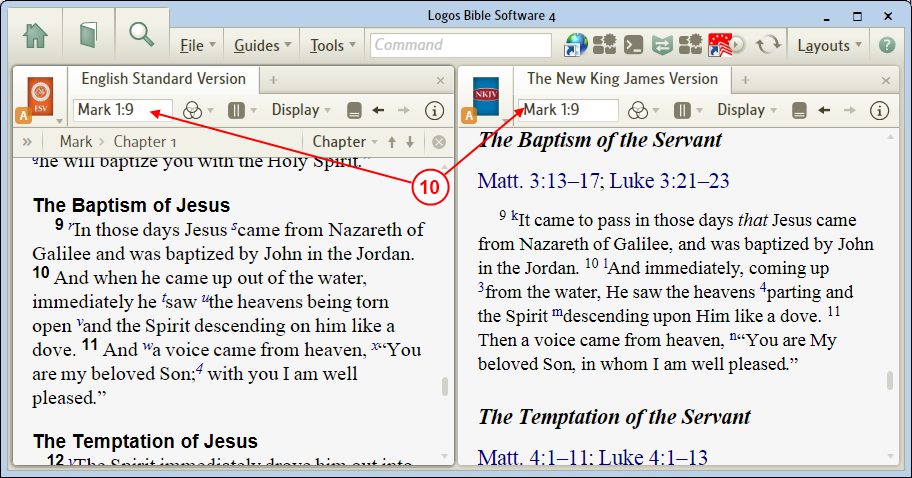 Logos Bible Software 4
File Guides Tools Command Layouts ?
English Standard Version + ×
ESV
A
Mark 1:9 Display i
» Mark > Chapter 1 Chapter
ghe will baptize you with the Holy Spirit.”
The Baptism of Jesus
9 rIn those days Jesus scame from Nazareth of
Galilee and was baptized by John in the Jordan.
10 And when he came up out of the water,
immediately he tsaw uthe heavens being torn
open vand the Spirit descending on him like a
dove. 11 And wa voice came from heaven, x“You
are my beloved Son;4 with you I am well
pleased.”
The Temptation of Jesus
12 yThe Spirit immediately drove him out into
10
The New King James Version + ×
NKJV
A
Mark 1:9 Display i
The Baptism of the Servant
Matt. 3:13–17; Luke 3:21–23
9 kIt came to pass in those days that Jesus came
from Nazareth of Galilee, and was baptized by John
in the Jordan. 10 lAnd immediately, coming up
3from the water, He saw the heavens 4parting and
the Spirit mdescending upon Him like a dove. 11
Then a voice came from heaven, n“You are My
beloved Son, in whom I am well pleased.”
The Temptation of the Servant
Matt. 4:1–11; Luke 4:1–13